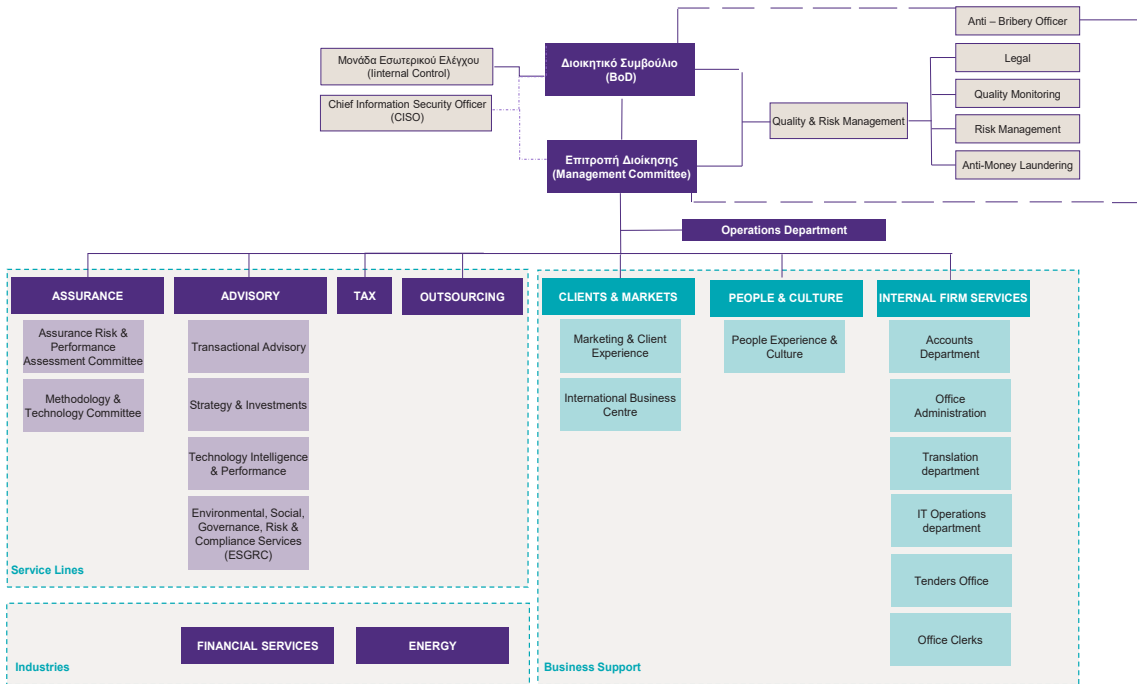 Anti – Bribery Officer
Μονάδα Εσωτερικού Ελέγχου
(Iinternal Control)
Διοικητικό Συμβούλιο
(BoD)
Legal
Quality Monitoring
Chief Information Security Officer
(CISO)
Quality & Risk Management
Risk Management
Επιτροπή Διοίκησης
(Management Committee)
Anti-Money Laundering
Operations Department
ASSURANCE
ADVISORY
TAX
OUTSOURCING
CLIENTS & MARKETS
PEOPLE & CULTURE
INTERNAL FIRM SERVICES
Assurance Risk &
Performance
Assessment Committee
Methodology &
Technology Committee
Transactional Advisory
Strategy & Investments
Technology Intelligence
& Performance
Environmental, Social,
Governance, Risk &
Compliance Services
(ESGRC)
Service Lines
Marketing & Client
Experience
International Business
Centre
People Experience &
Culture
Accounts
Department
Office
Administration
Translation
department
IT Operations
department
Tenders Office
Office Clerks
FINANCIAL SERVICES
ENERGY
Industries
Business Support